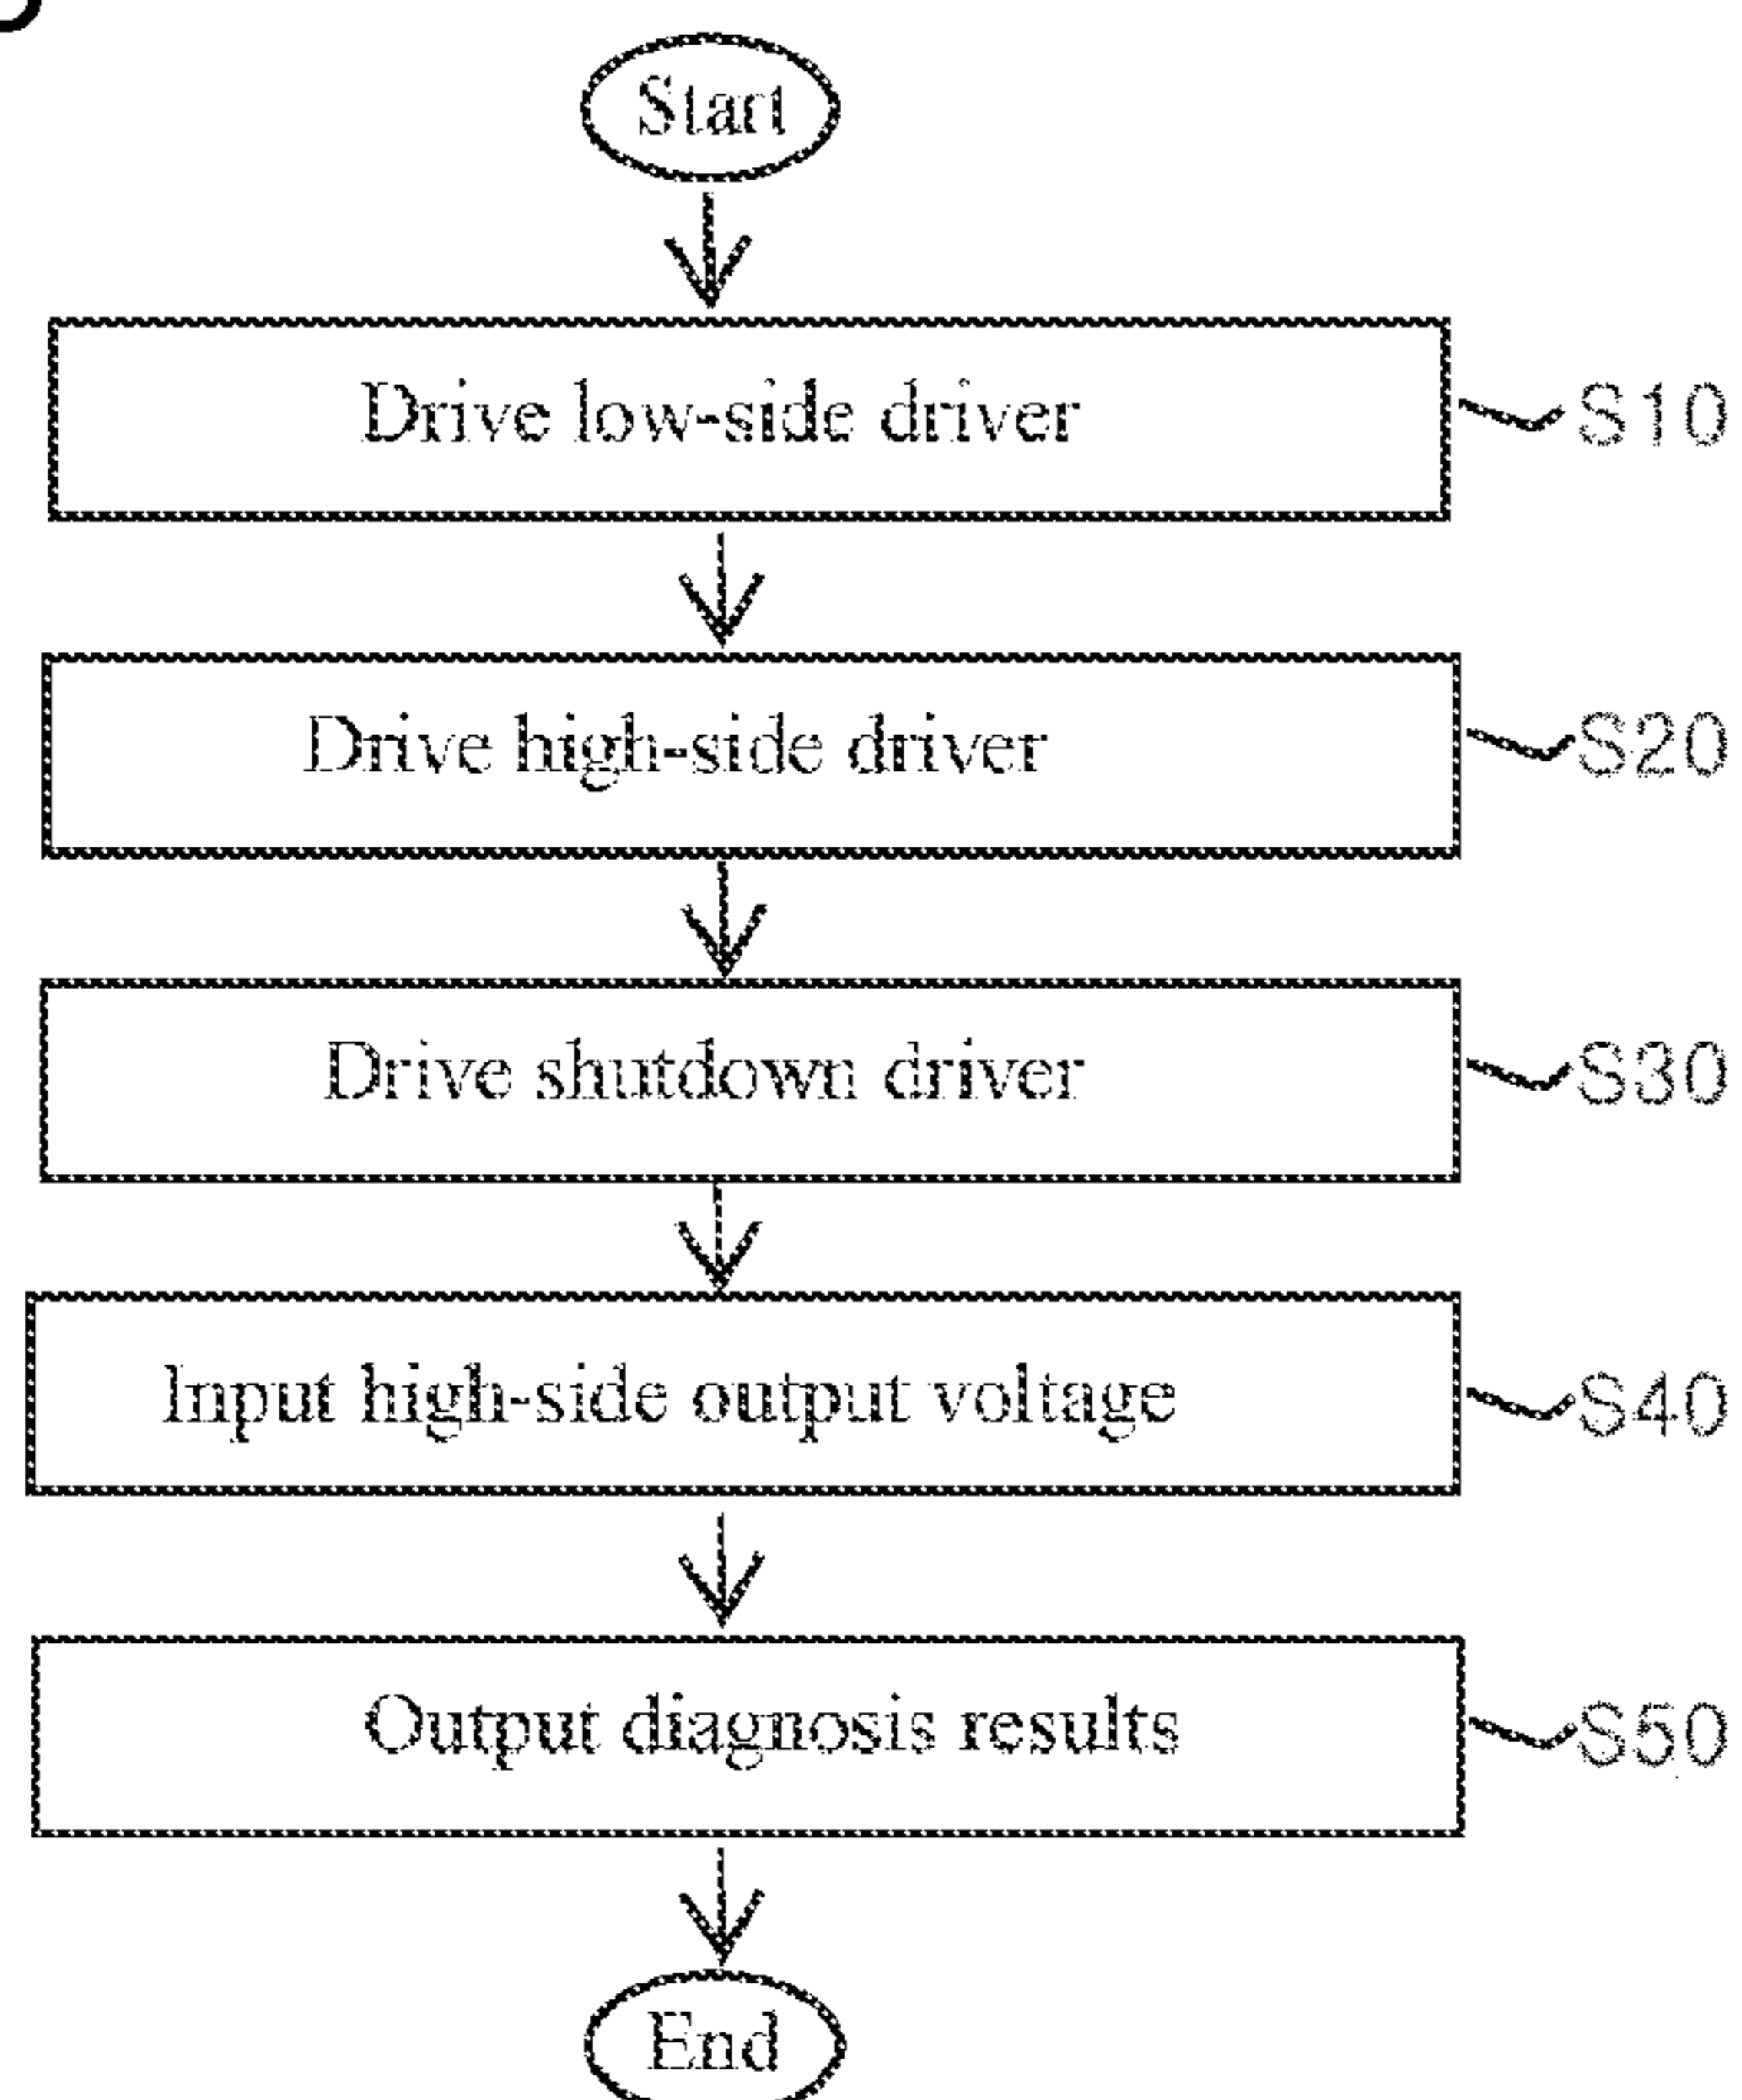 Start
Drive low-side driver
S10
Drive high-side driver
S20
Drive shutdown driver
S30
Input high-side output voltage
S40
Output diagnosis results
S50
End